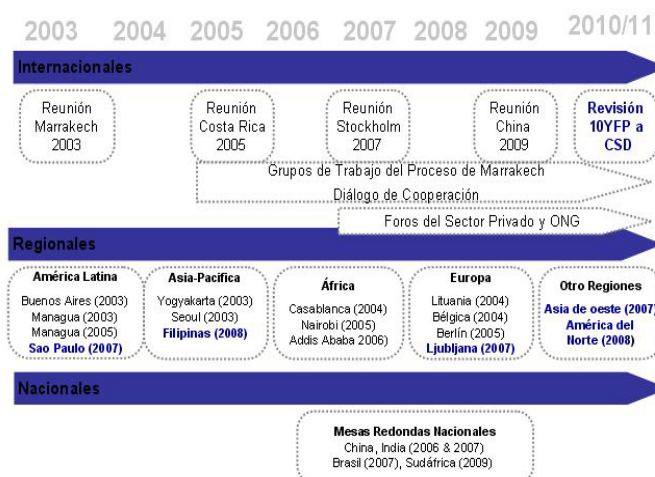 2003 2004 2005 2006 2007 2008 2009 2010/11
Internacionales
Reunión
Marrakech
2003
Reunión
Costa Rica
2005
Reunión
Stockholm
2007
Reunión
China
2009
Revisión
10YFP a
CSD
Grupos de Trabajo del Proceso de Marrakech
Diálogo de Cooperación
Foros del Sector Privado y ONG
Regionales
América Latina
Buenos Aires (2003)
Managua (2003)
Managua (2005)
Sao Paulo (2007)
Asia-Pacifica
Yogyakarta (2003)
Seoul (2003)
Filipinas (2008)
África
Casablanca (2004)
Nairobi (2005)
Addis Ababa 2006)
Europa
Lituania (2004)
Bélgica (2004)
Berlín (2005)
Ljubljana (2007)
Otro Regiones
Asia de oeste (2007)
América del
Norte (2008)
Nacionales
Mesas Redondas Nacionales
China, India (2006 & 2007)
Brasil (2007), Sudáfrica (2009)